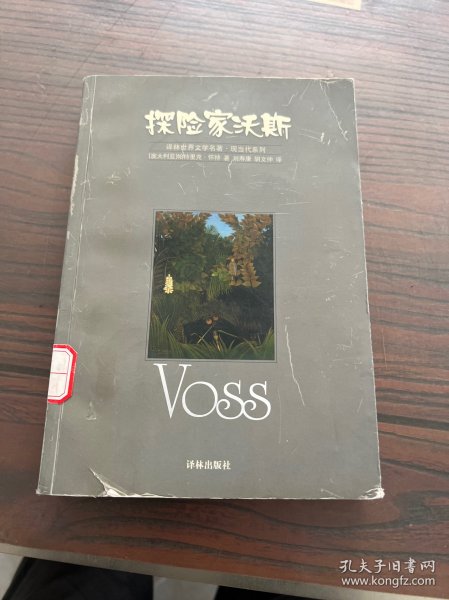 探险家沃斯
译林世界文学名著·现当代系列
[澳大利亚]帕特里克·怀特 著 刘寿康 胡文仲 译
Voss
译林出版社
孔夫子旧书网
www.kongfz.com